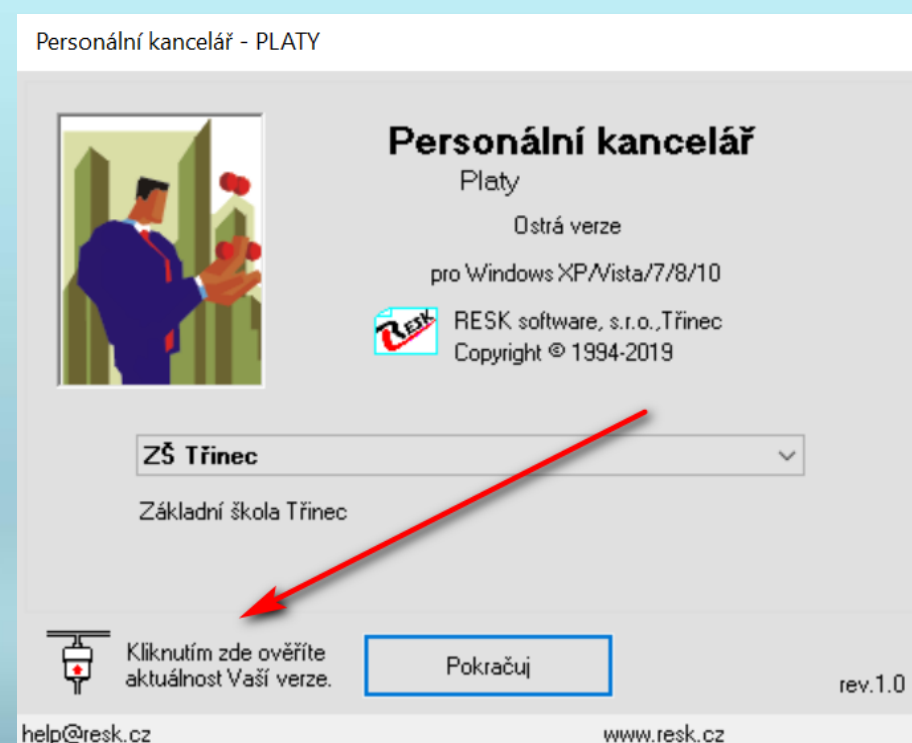 Personální kancelář - PLATY
Personální kancelář
Platy
Ostrá verze
pro Windows XP/Vista/7/8/10
RESK
RESK software, s.r.o.,Třinec
Copyright © 1994-2019
ZŠ Třinec
Základní škola Třinec
Kliknutím zde ověříte
aktuálnost Vaší verze.
Pokračuj
rev.1.0
help@resk.cz
www.resk.cz